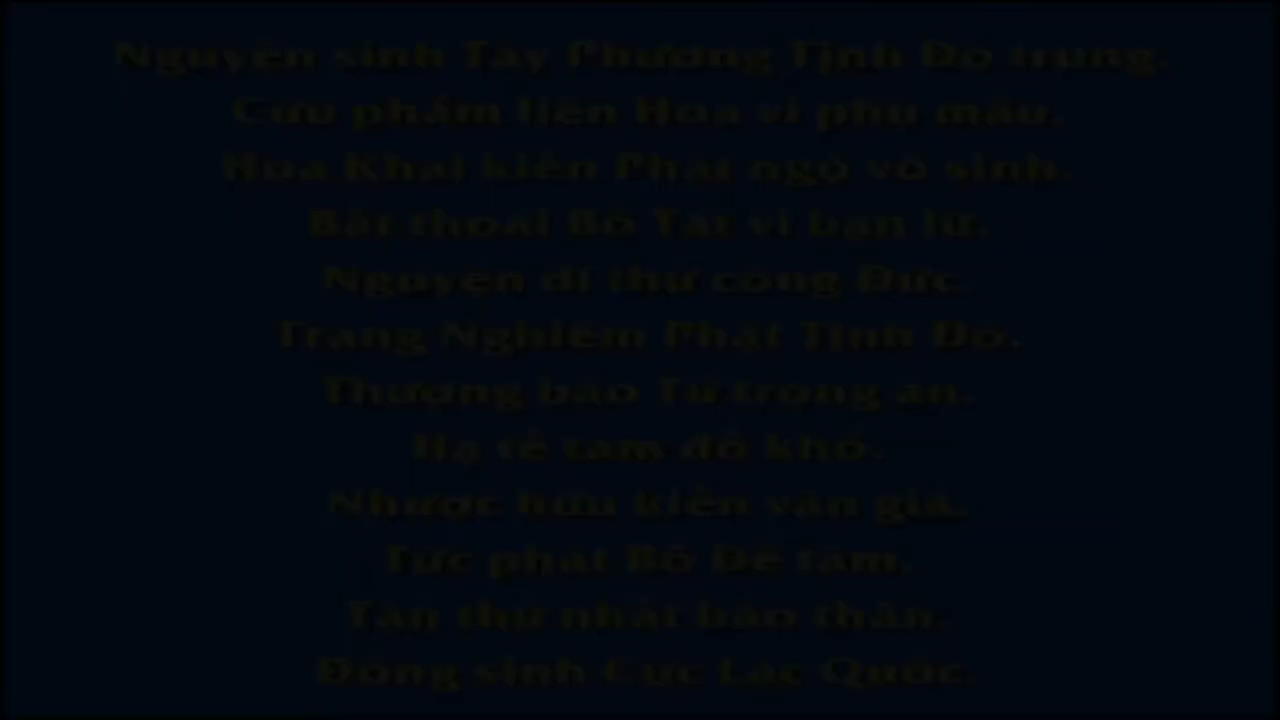 Nguyện sinh Tây Phương Tịnh Độ trung.
Cửu phẩm liên Hoa vi phụ mẫu.
Hoa Khai kiến Phật ngộ vô sinh.
Bất thoái Bồ Tát vi bạn lữ.
Nguyện dĩ thử công Đức.
Trang Nghiêm Phật Tịnh Độ.
Thượng báo Tứ trọng ân.
Hạ tế tam đồ khổ.
Nhược hữu kiến văn giả.
Tức phát Bồ Đề tâm.
Tận thử nhất báo thân.
Đồng sinh Cực Lạc Quốc.